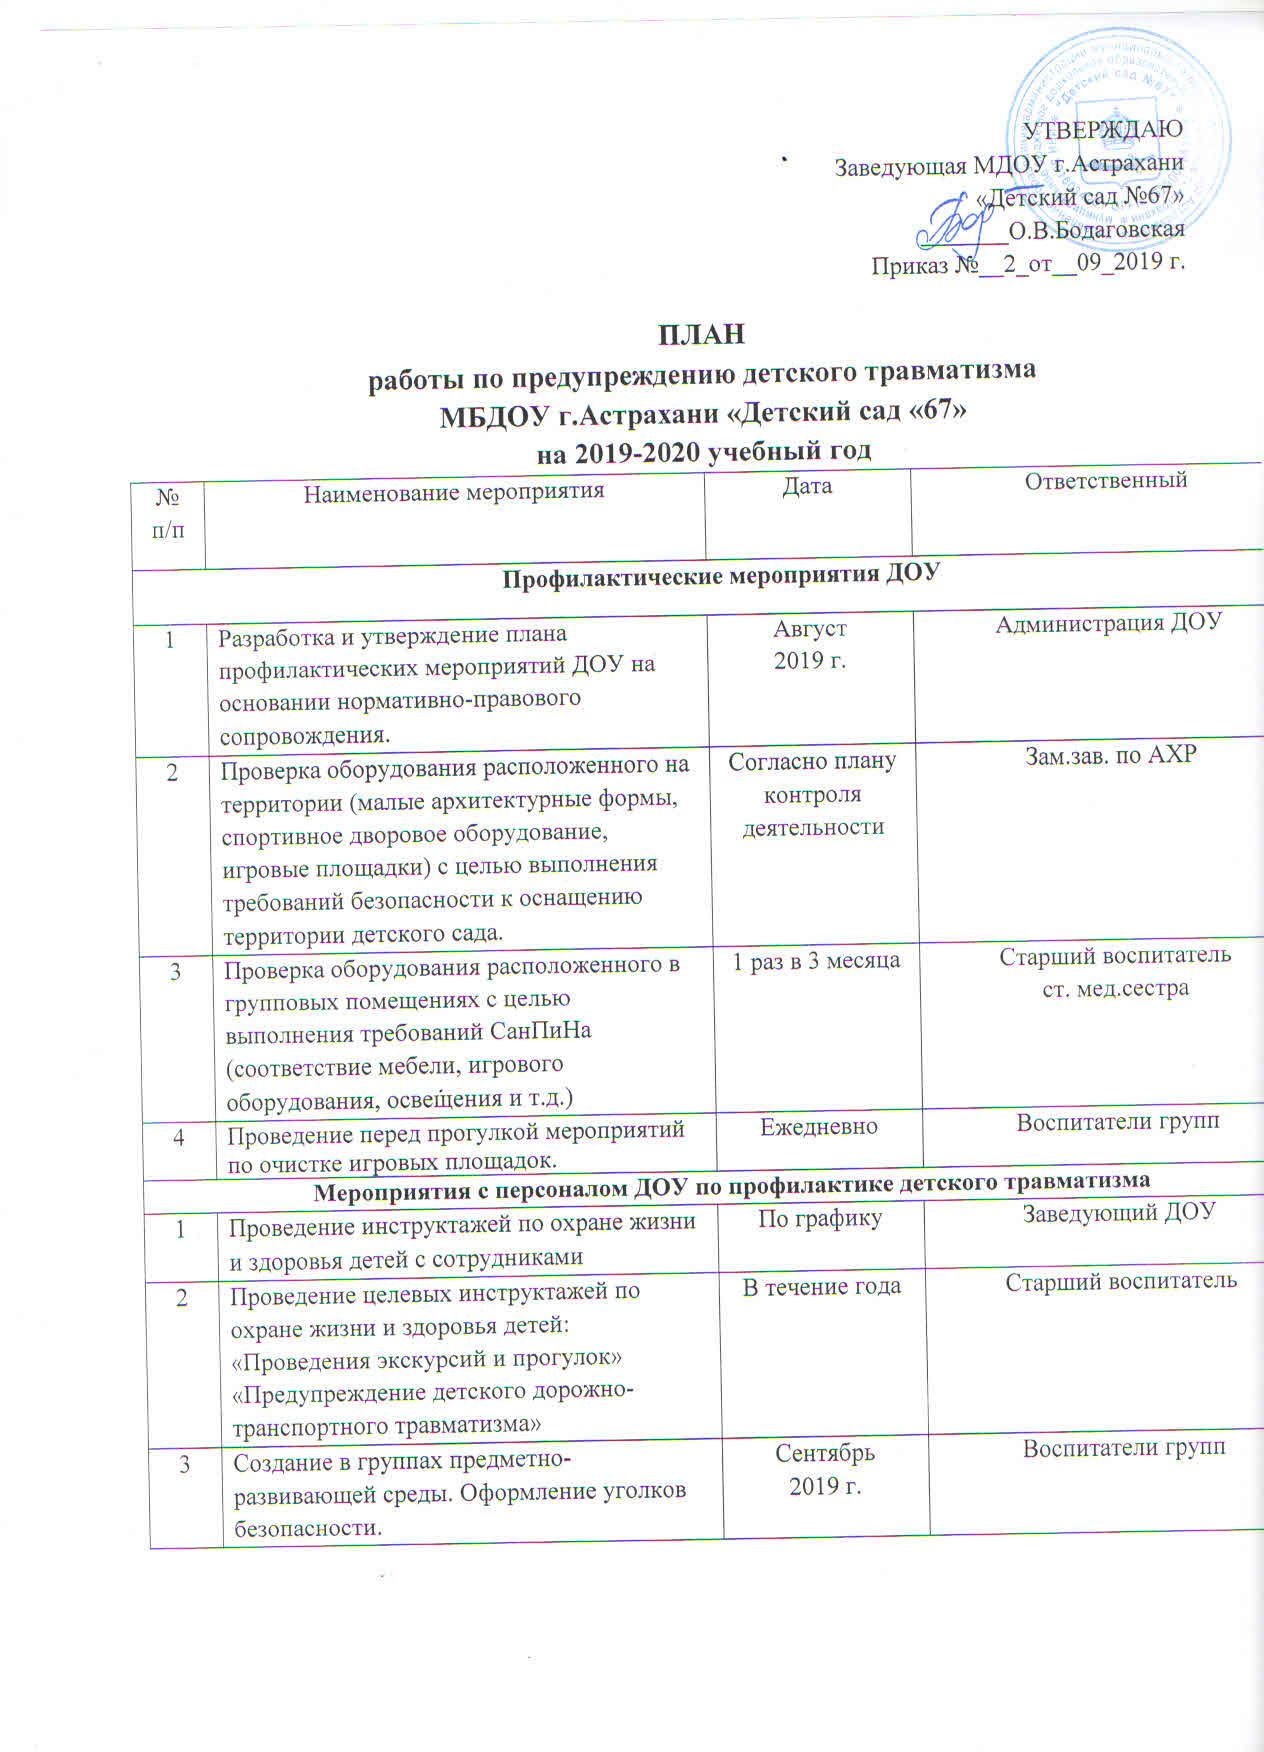 УТВЕРЖДАЮ
Заведующая МДОУ г.Астрахани
«Детский сад №67»
_______О.В.Бодаговская
Приказ №__2_от__09_2019 г.
ПЛАН
работы по предупреждению детского травматизма
МБДОУ г.Астрахани «Детский сад «67»
на 2019-2020 учебный год
№ Наименование мероприятия Дата Ответственный
п/п
Профилактические мероприятия ДОУ
1 Разработка и утверждение плана Август Администрация ДОУ
профилактических мероприятий ДОУ на 2019 г.
основании нормативно-правового
сопровождения.
2 Проверка оборудования расположенного на Согласно плану Зам.зав. по АХР
территории (малые архитектурные формы, контроля
спортивное дворовое оборудование, деятельности
игровые площадки) с целью выполнения
требований безопасности к оснащению
территории детского сада.
3 Проверка оборудования расположенного в 1 раз в 3 месяца Старший воспитатель
групповых помещениях с целью ст. мед.сестра
выполнения требований СанПиНа
(соответствие мебели, игрового
оборудования, освещения и т.д.)
4 Проведение перед прогулкой мероприятий Ежедневно Воспитатели групп
по очистке игровых площадок.
Мероприятия с персоналом ДОУ по профилактике детского травматизма
1 Проведение инструктажей по охране жизни По графику Заведующий ДОУ
и здоровья детей с сотрудниками
2 Проведение целевых инструктажей по В течение года Старший воспитатель
охране жизни и здоровья детей:
«Проведения экскурсий и прогулок»
«Предупреждение детского дорожно-
транспортного травматизма»
3 Создание в группах предметно- Сентябрь Воспитатели групп
развивающей среды. Оформление уголков 2019 г.
безопасности.
«Детский сад №67»